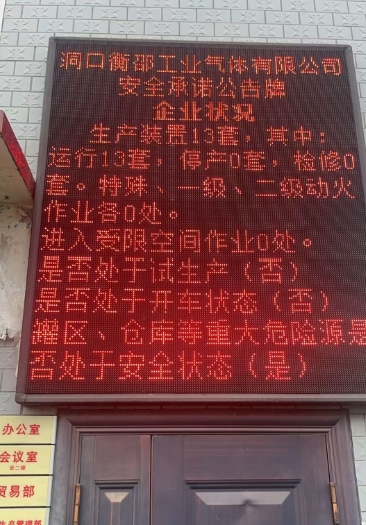 洞口衡邵工业气体有限公司
安全承诺公告牌
企业状况
生产装置13套，其中：
运行13套，停产0套，检修0
套。特殊、一级、二级动火
作业各0处。
进入受限空间作业0处。
是否处于试生产（否）
是否处于开车状态（否）
罐区、仓库等重大危险源是
否处于安全状态（是）
办公室
会议室
贸易部
生产管理部